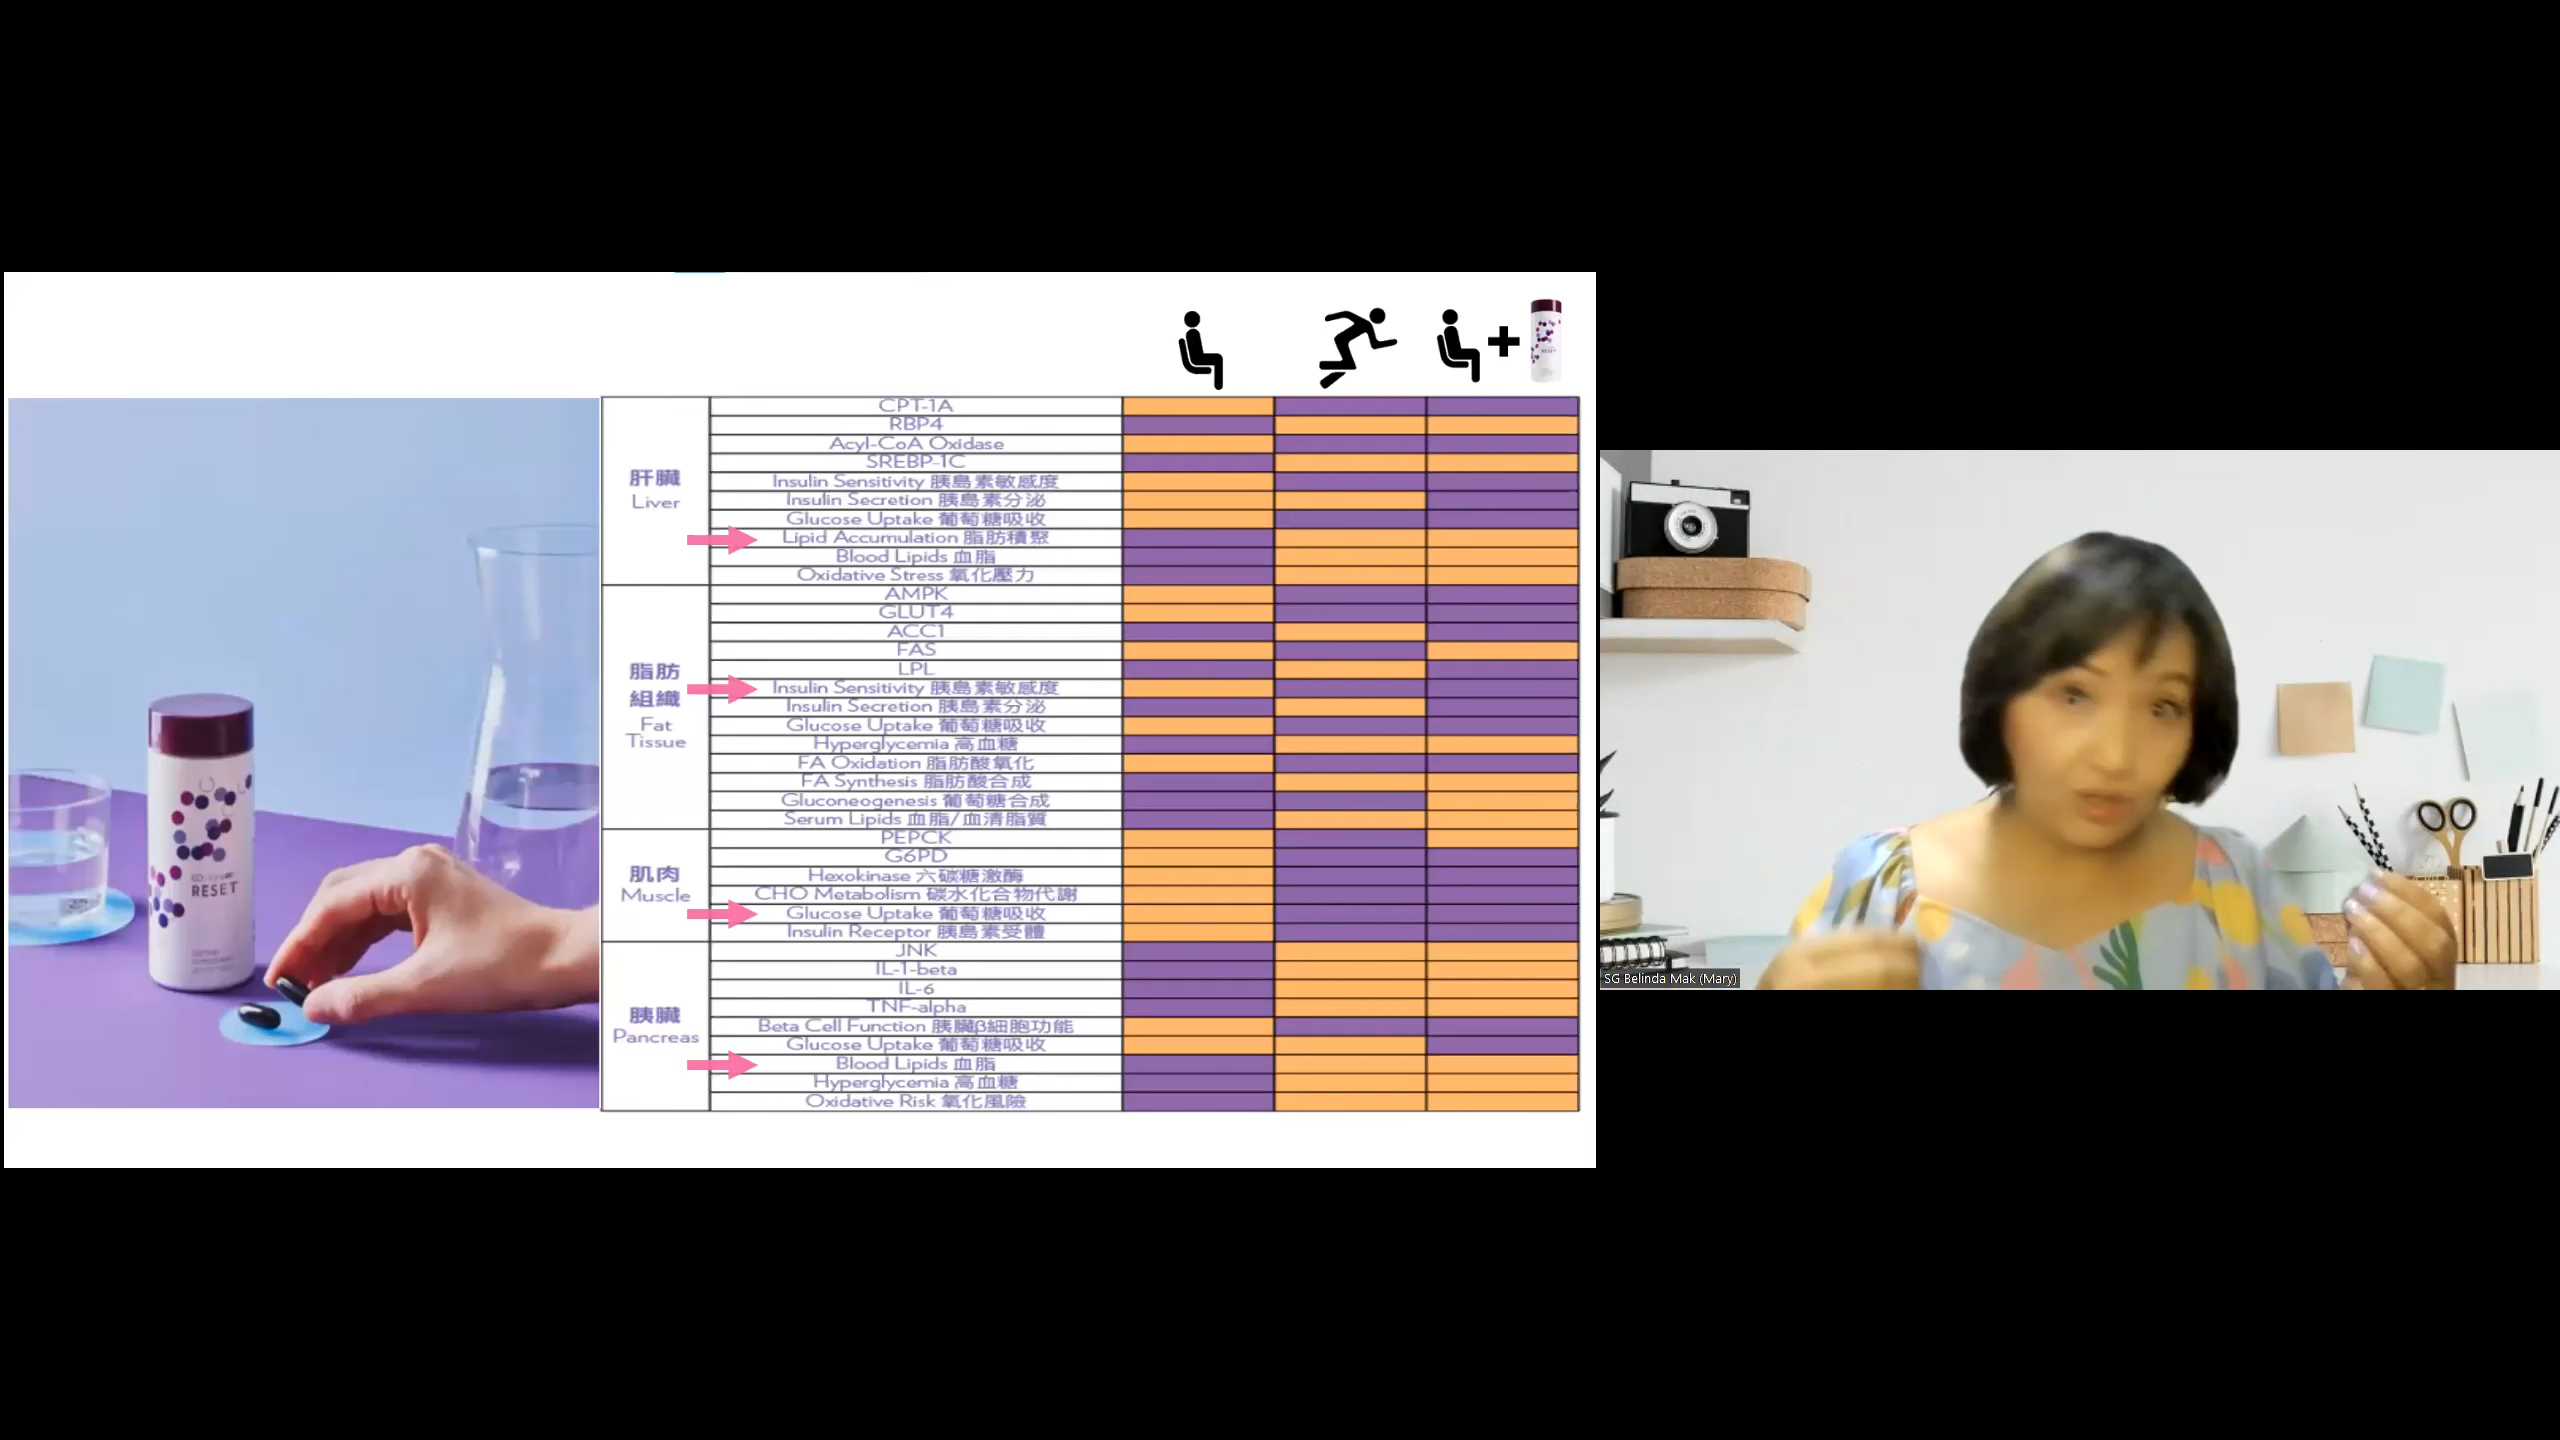 RESET
RESET
肝臟
Liver
CPT-1A
RBP4
Acyl-CoA Oxidase
SREBP-1C
Insulin Sensitivity 胰島素敏感度
Insulin Secretion 胰島素分泌
Glucose Uptake 葡萄糖吸收
Lipid Accumulation 脂肪積聚
Blood Lipids 血脂
Oxidative Stress 氧化壓力
脂肪
組織
Fat
Tissue
AMPK
GLUT4
ACC1
FAS
LPL
Insulin Sensitivity 胰島素敏感度
Insulin Secretion 胰島素分泌
Glucose Uptake 葡萄糖吸收
Hyperglycemia 高血糖
FA Oxidation 脂肪酸氧化
FA Synthesis 脂肪酸合成
Gluconeogenesis 葡萄糖合成
Serum Lipids 血脂/血清脂質
肌肉
Muscle
PEPCK
G6PD
Hexokinase 六碳糖激酶
CHO Metabolism 碳水化合物代謝
Glucose Uptake 葡萄糖吸收
Insulin Receptor 胰島素受體
胰臟
Pancreas
JNK
IL-1-beta
IL-6
TNF-alpha
Beta Cell Function 胰臟β細胞功能
Glucose Uptake 葡萄糖吸收
Blood Lipids 血脂
Hyperglycemia 高血糖
Oxidative Risk 氧化風險
SG Belinda Mak (Mary)